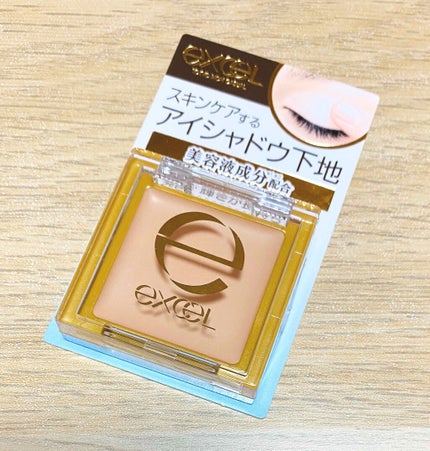 excel
スキンケアする
アイシャドウ下地
美容液成分配合
e
excel